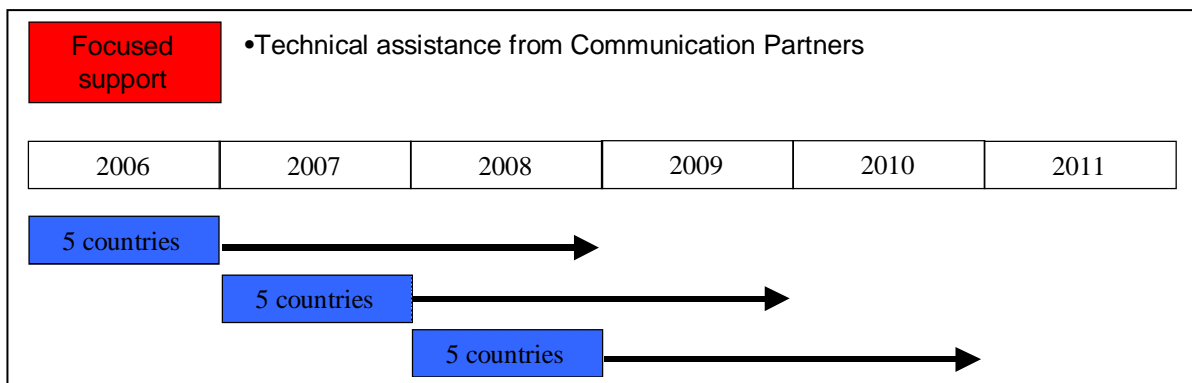 Focused
support
•Technical assistance from Communication Partners
2006 2007 2008 2009 2010 2011
5 countries
5 countries
5 countries